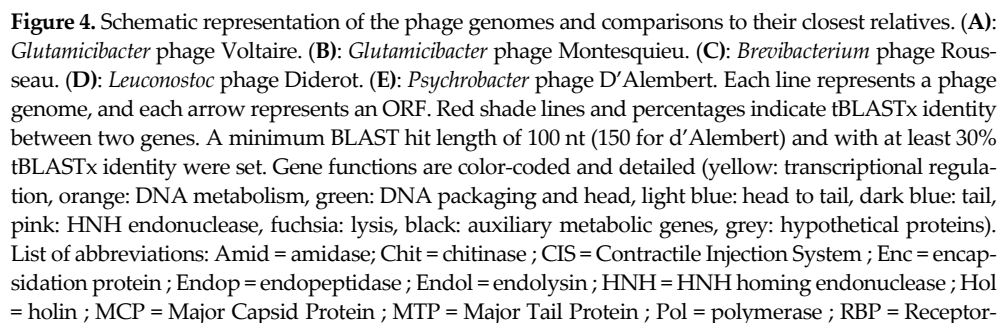 Figure 4. Schematic representation of the phage genomes and comparisons to their closest relatives. (A):
Glutamicibacter phage Voltaire. (B): Glutamicibacter phage Montesquieu. (C): Brevibacterium phage Rous-
seau. (D): Leuconostoc phage Diderot. (E): Psychrobacter phage D'Alembert. Each line represents a phage
genome, and each arrow represents an ORF. Red shade lines and percentages indicate tBLASTx identity
between two genes. A minimum BLAST hit length of 100 nt (150 for d'Alembert) and with at least 30%
tBLASTx identity were set. Gene functions are color-coded and detailed (yellow: transcriptional regula-
tion, orange: DNA metabolism, green: DNA packaging and head, light blue: head to tail, dark blue: tail,
pink: HNH endonuclease, fuchsia: lysis, black: auxiliary metabolic genes, grey: hypothetical proteins).
List of abbreviations: Amid = amidase; Chit = chitinase ; CIS = Contractile Injection System ; Enc = encap-
sidation protein ; Endop = endopeptidase ; Endol = endolysin ; HNH = HNH homing endonuclease ; Hol
= holin ; MCP = Major Capsid Protein ; MTP = Major Tail Protein ; Pol = polymerase ; RBP = Receptor-